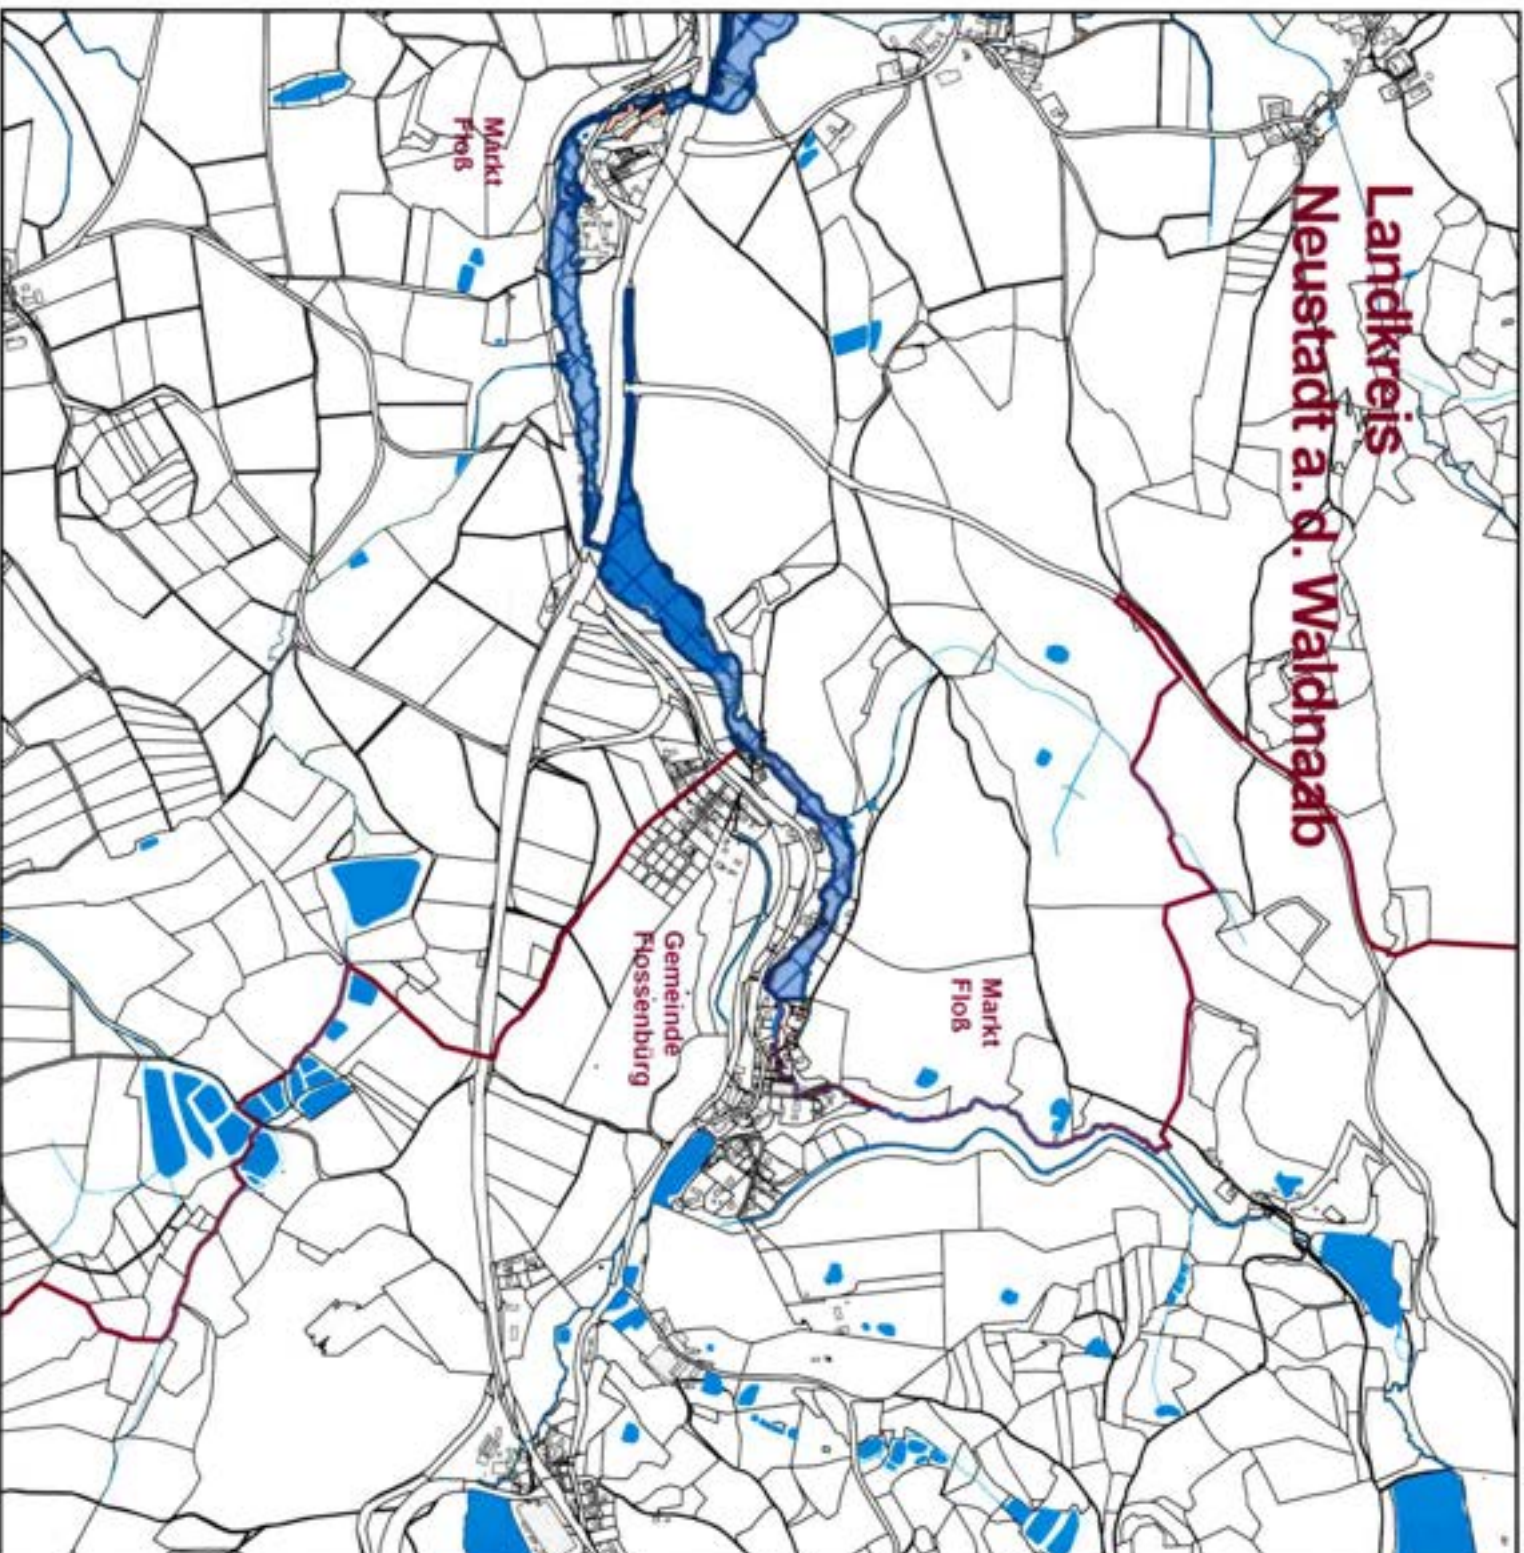 Landkreis
Neustadt a. d. Waldnaab
Markt
Floß
Markt
Floß
Gemeinde
Flossenbürg